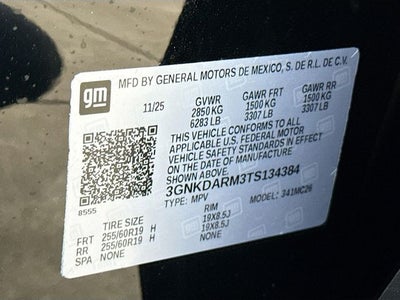 gm
MFD BY GENERAL MOTORS DE MEXICO, S. DE R.L. DE C.V.
11/25 GVWR GAWR FRT GAWR RR
2850 KG 1500 KG 1500 KG
6283 LB 3307 LB 3307 LB
THIS VEHICLE CONFORMS TO ALL
APPLICABLE U.S. FEDERAL MOTOR
VEHICLE SAFETY STANDARDS IN EFFECT
ON THE DATE OF MANUFACTURE
SHOWN ABOVE.
3GNKDARM3TS134384
TYPE: MPV MODEL: 341MC26
8555
TIRE SIZE RIM
FRT 255/60R19 H 19X8.5J
RR 255/60R19 H 19X8.5J
SPA NONE